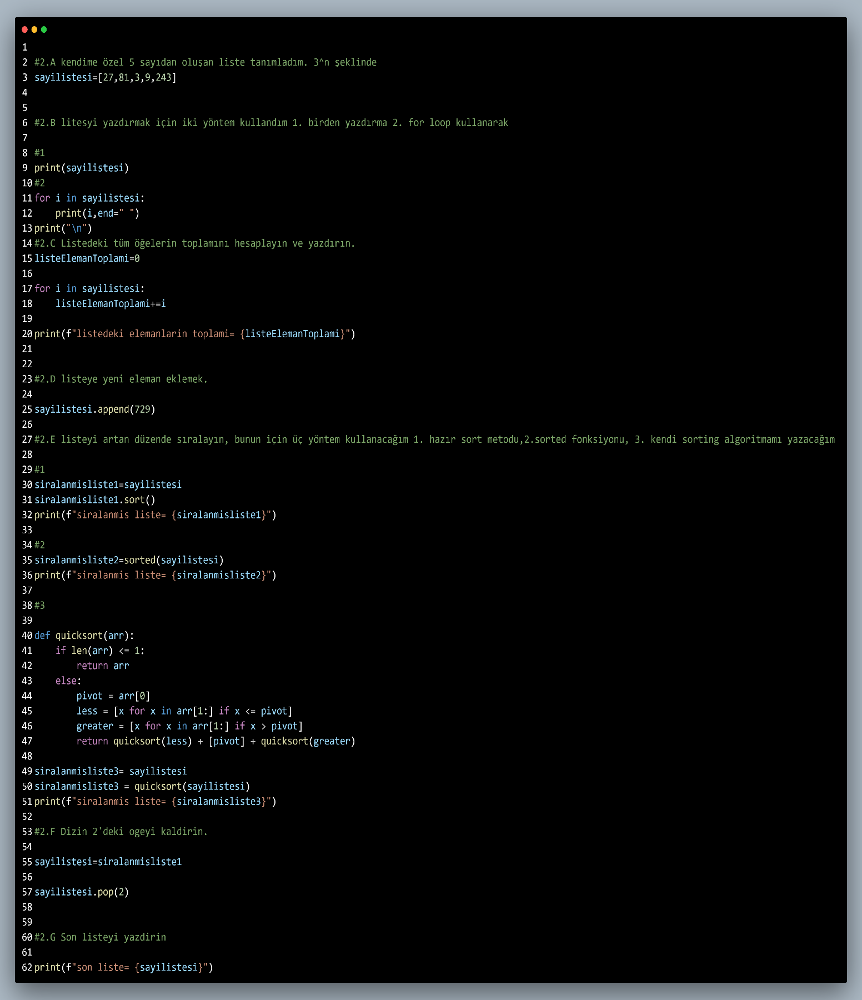 1
2 #2.A kendime özel 5 sayıdan oluşan liste tanımladım. 3^n şeklinde
3 sayilistesi=[27,81,3,9,243]
4
5
6 #2.B litesyi yazdırmak için iki yöntem kullandım 1. birden yazdırma 2. for loop kullanarak
7
8 #1
9 print(sayilistesi)
10 #2
11 for i in sayilistesi:
12     print(i,end=" ")
13 print("\n")
14 #2.C Listedeki tüm öğelerin toplamını hesaplayın ve yazdırın.
15 listeElemanToplami=0
16
17 for i in sayilistesi:
18     listeElemanToplami+=i
19
20 print(f"listedeki elemanlarin toplami= {listeElemanToplami}")
21
22
23 #2.D listeye yeni eleman eklemek.
24
25 sayilistesi.append(729)
26
27 #2.E listeyi artan düzende sıralayın, bunun için üç yöntem kullanacağım 1. hazır sort metodu,2.sorted fonksiyonu, 3. kendi sorting algoritmamı yazacağım
28
29 #1
30 siralanmisliste1=sayilistesi
31 siralanmisliste1.sort()
32 print(f"siralanmis liste= {siralanmisliste1}")
33
34 #2
35 siralanmisliste2=sorted(sayilistesi)
36 print(f"siralanmis liste= {siralanmisliste2}")
37
38 #3
39
40 def quicksort(arr):
41     if len(arr) <= 1:
42         return arr
43     else:
44         pivot = arr[0]
45         less = [x for x in arr[1:] if x <= pivot]
46         greater = [x for x in arr[1:] if x > pivot]
47         return quicksort(less) + [pivot] + quicksort(greater)
48
49 siralanmisliste3= sayilistesi
50 siralanmisliste3 = quicksort(sayilistesi)
51 print(f"siralanmis liste= {siralanmisliste3}")
52
53 #2.F Dizin 2'deki ogeyi kaldirin.
54
55 sayilistesi=siralanmisliste1
56
57 sayilistesi.pop(2)
58
59
60 #2.G Son listeyi yazdirin
61
62 print(f"son liste= {sayilistesi}")